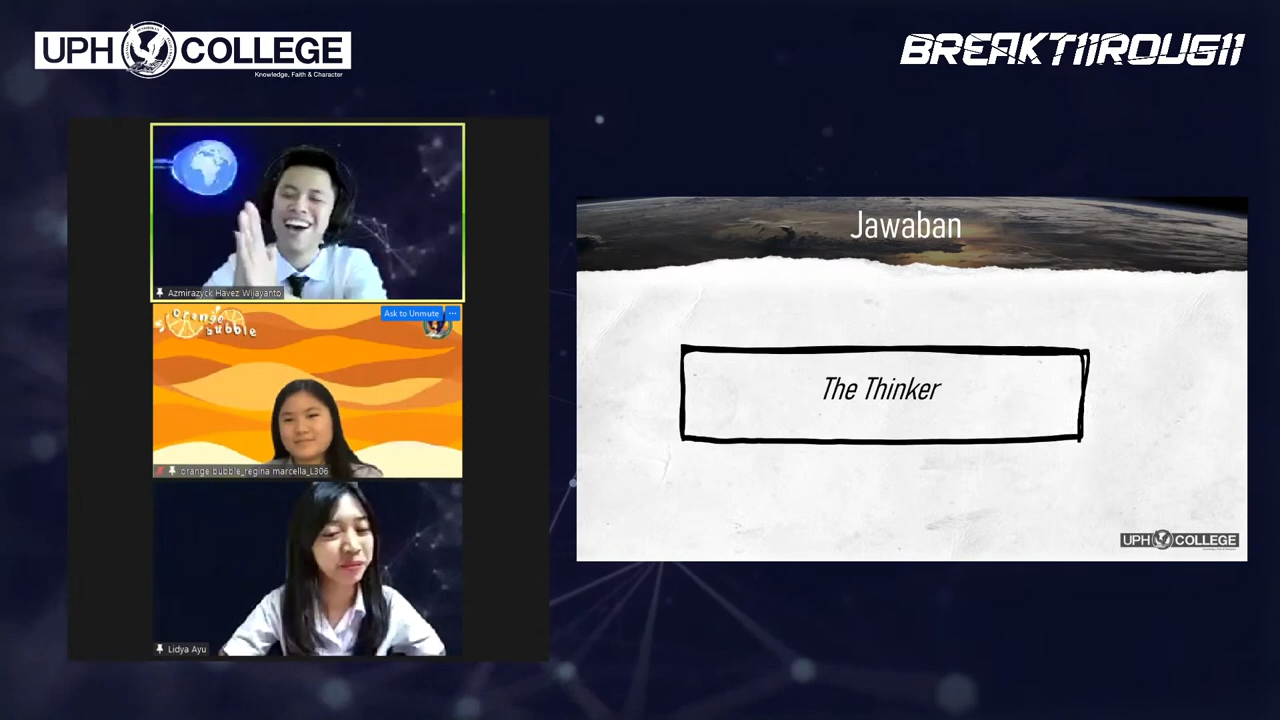 UPH COLLEGE
Knowledge, Faith & Character
BREAKT11ROUG11
Azmirazyck Havez Wijayanto
orange bubble
Ask to Unmute
orange bubble_regina marcella_L306
Lidya Ayu
Jawaban
The Thinker
UPH COLLEGE